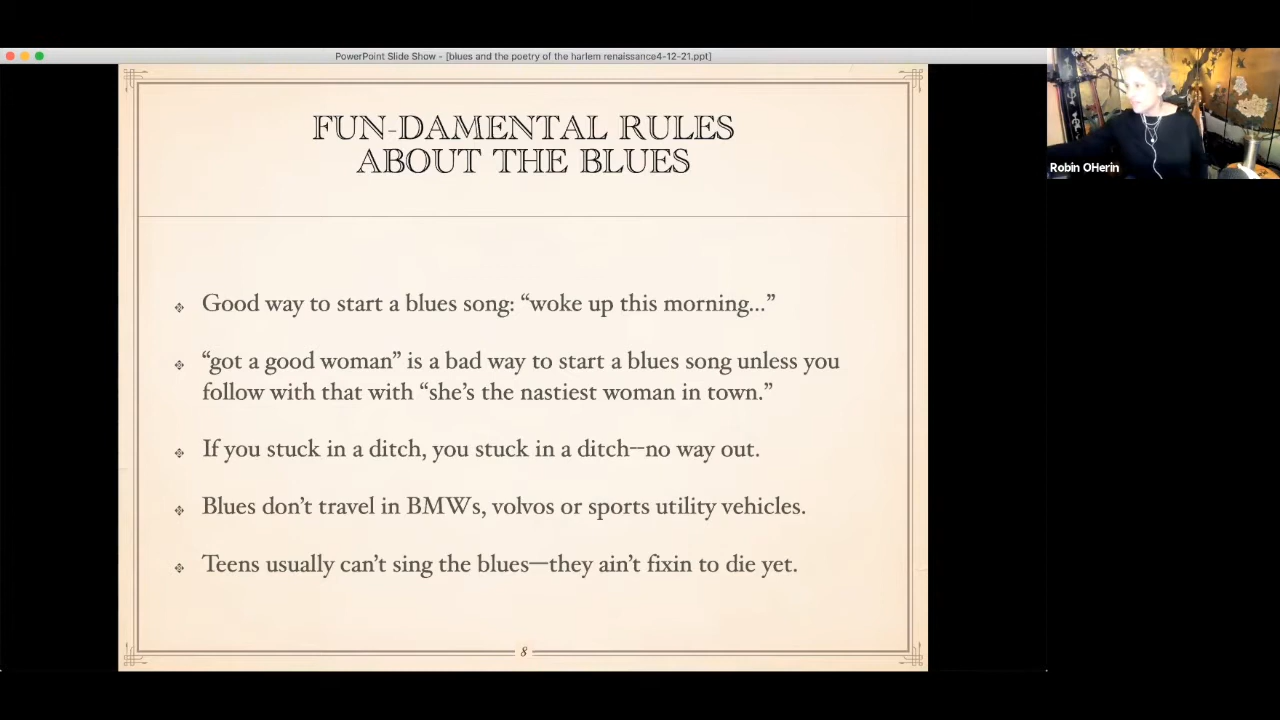 PowerPoint Slide Show - [blues and the poetry of the harlem renaissance4-12-21.ppt]
Robin OHerin
FUN-DAMENTAL RULES
ABOUT THE BLUES
Good way to start a blues song: “woke up this morning...”
“got a good woman” is a bad way to start a blues song unless you
follow with that with “she’s the nastiest woman in town.”
If you stuck in a ditch, you stuck in a ditch--no way out.
Blues don’t travel in BMWs, volvos or sports utility vehicles.
Teens usually can’t sing the blues—they ain’t fixin to die yet.
8